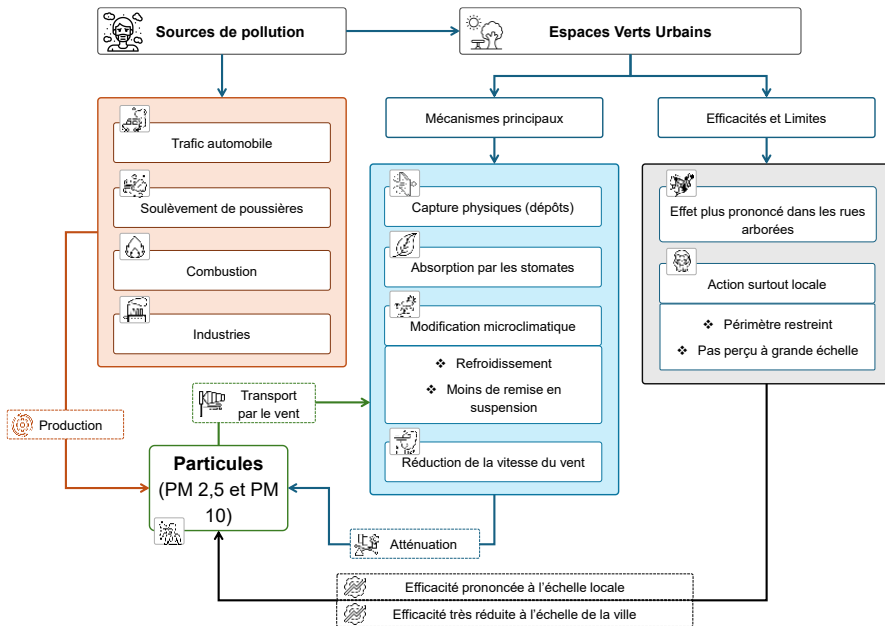 Sources de pollution
Espaces Verts Urbains
Mécanismes principaux
Efficacités et Limites
Trafic automobile
Soulèvement de poussières
Combustion
Industries
Capture physiques (dépôts)
Absorption par les stomates
Modification microclimatique
❖ Refroidissement
❖ Moins de remise en
suspension
Réduction de la vitesse du vent
Effet plus prononcé dans les rues
arborées
Action surtout locale
❖ Périmètre restreint
❖ Pas perçu à grande échelle
Transport
par le vent
Production
Particules
(PM 2,5 et PM
10)
Atténuation
Efficacité prononcée à l’échelle locale
Efficacité très réduite à l’échelle de la ville